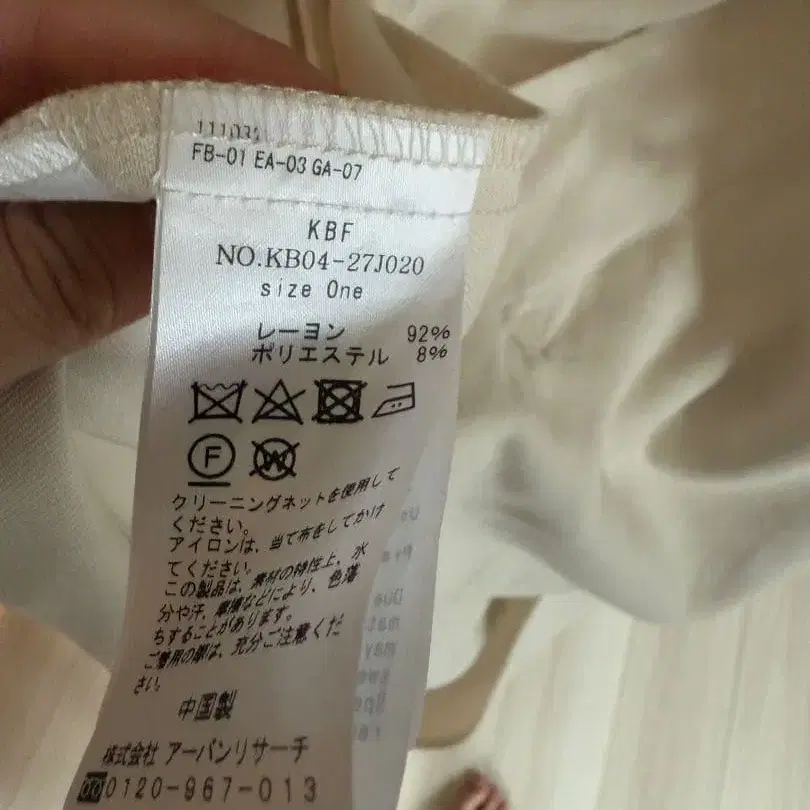 FB-01 EA-03 GA-07
KBF
NO.KB04-27J020
size One
レーヨン 92%
ポリエステル 8%
F
W
クリーニングネットを使用して
ください。
アイロンは、当て布をしてかけ
てください。
この製品は、素材の特性上、水
分や汗、摩擦などにより、色落
ちすることがあります。
ご着用の際は、充分ご注意くだ
さい。
中国製
株式会社 アーバンリサーチ
0120-967-013